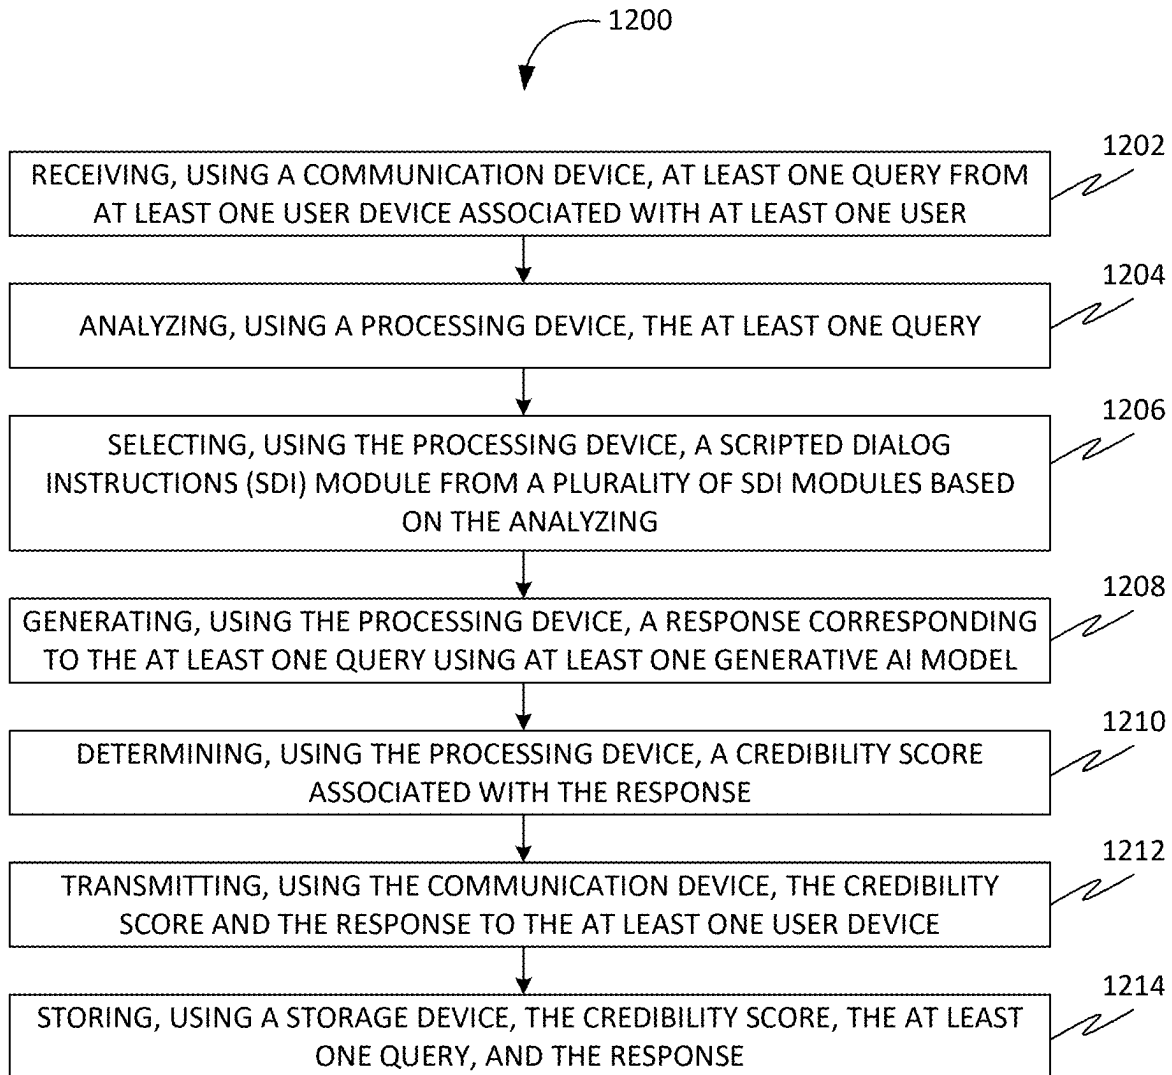 1200
1202
RECEIVING, USING A COMMUNICATION DEVICE, AT LEAST ONE QUERY FROM
AT LEAST ONE USER DEVICE ASSOCIATED WITH AT LEAST ONE USER
1204
ANALYZING, USING A PROCESSING DEVICE, THE AT LEAST ONE QUERY
1206
SELECTING, USING THE PROCESSING DEVICE, A SCRIPTED DIALOG
INSTRUCTIONS (SDI) MODULE FROM A PLURALITY OF SDI MODULES BASED
ON THE ANALYZING
1208
GENERATING, USING THE PROCESSING DEVICE, A RESPONSE CORRESPONDING
TO THE AT LEAST ONE QUERY USING AT LEAST ONE GENERATIVE AI MODEL
1210
DETERMINING, USING THE PROCESSING DEVICE, A CREDIBILITY SCORE
ASSOCIATED WITH THE RESPONSE
1212
TRANSMITTING, USING THE COMMUNICATION DEVICE, THE CREDIBILITY
SCORE AND THE RESPONSE TO THE AT LEAST ONE USER DEVICE
1214
STORING, USING A STORAGE DEVICE, THE CREDIBILITY SCORE, THE AT LEAST
ONE QUERY, AND THE RESPONSE